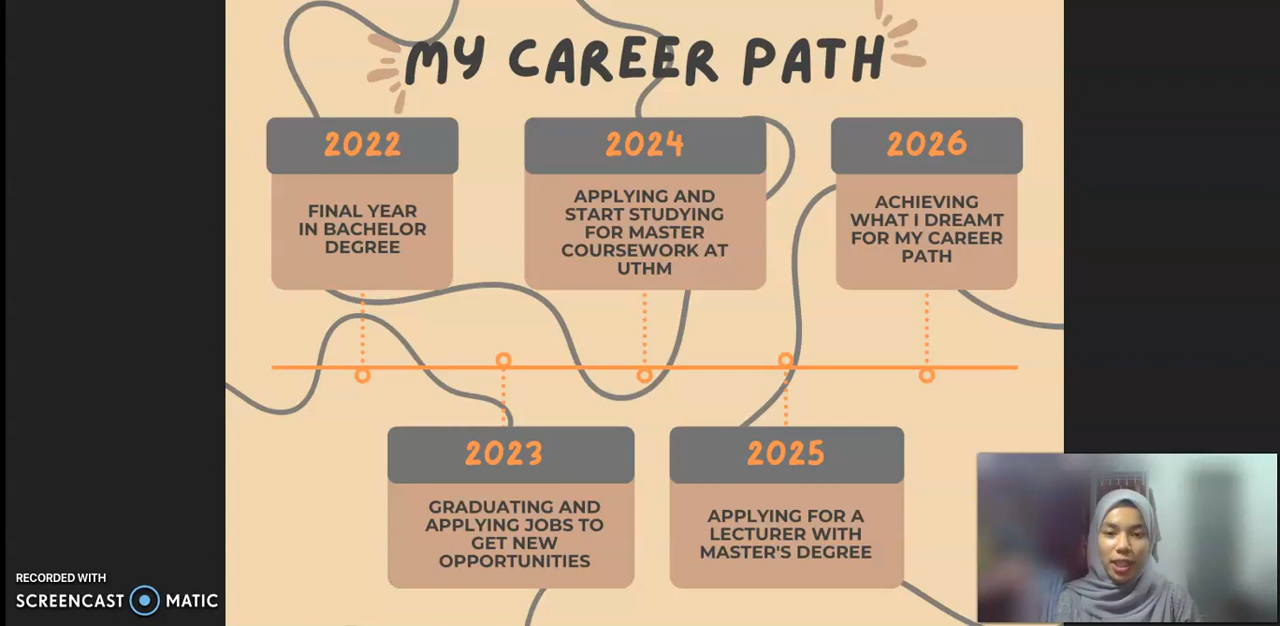 MY CAREER PATH
2022
FINAL YEAR
IN BACHELOR
DEGREE
2024
APPLYING AND
START STUDYING
FOR MASTER
COURSEWORK AT
UTHM
2026
ACHIEVING
WHAT I DREAMT
FOR MY CAREER
PATH
2023
GRADUATING AND
APPLYING JOBS TO
GET NEW
OPPORTUNITIES
2025
APPLYING FOR A
LECTURER WITH
MASTER'S DEGREE
RECORDED WITH
SCREENCAST MATIC